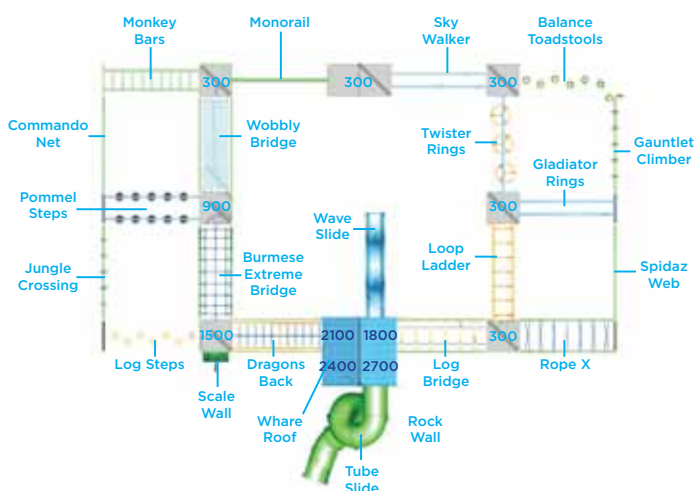 Monkey
Bars
Monorail
Sky
Walker
Balance
Toadstools
300
300
300
Commando
Net
Wobbly
Bridge
Twister
Rings
Gauntlet
Climber
Gladiator
Rings
Pommel
Steps
900
300
Wave
Slide
Jungle
Crossing
Burmese
Extreme
Bridge
Loop
Ladder
Spidaz
Web
1500
2100
1800
300
Log Steps
Dragons
Back
2400
2700
Log
Bridge
Rope X
Scale
Wall
Whare
Roof
Rock
Wall
Tube
Slide